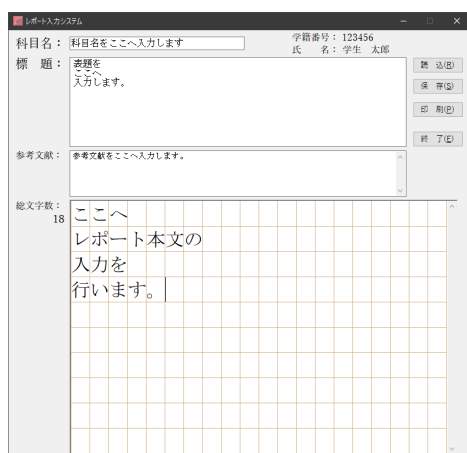 レポート入力システム
科目名： 科目名をここへ入力します
学籍番号： 123456
氏　　名： 学生　太郎
標　題： 表題を
ここへ
入力します。
読　込(R)
保　存(S)
印　刷(P)
終　了(E)
参考文献： 参考文献をここへ入力します。
総文字数：
18
ここへ
レポート本文の
入力を
行います。